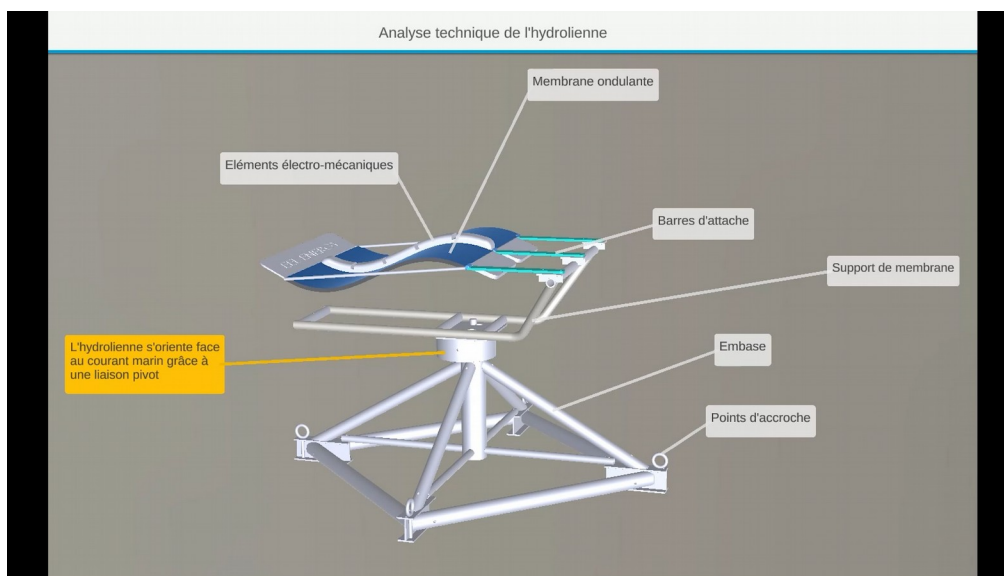 Analyse technique de l'hydrolienne
Membrane ondulante
Eléments électro-mécaniques
Barres d'attache
Support de membrane
L'hydrolienne s'oriente face
au courant marin grâce à
une liaison pivot
Embase
Points d'accroche